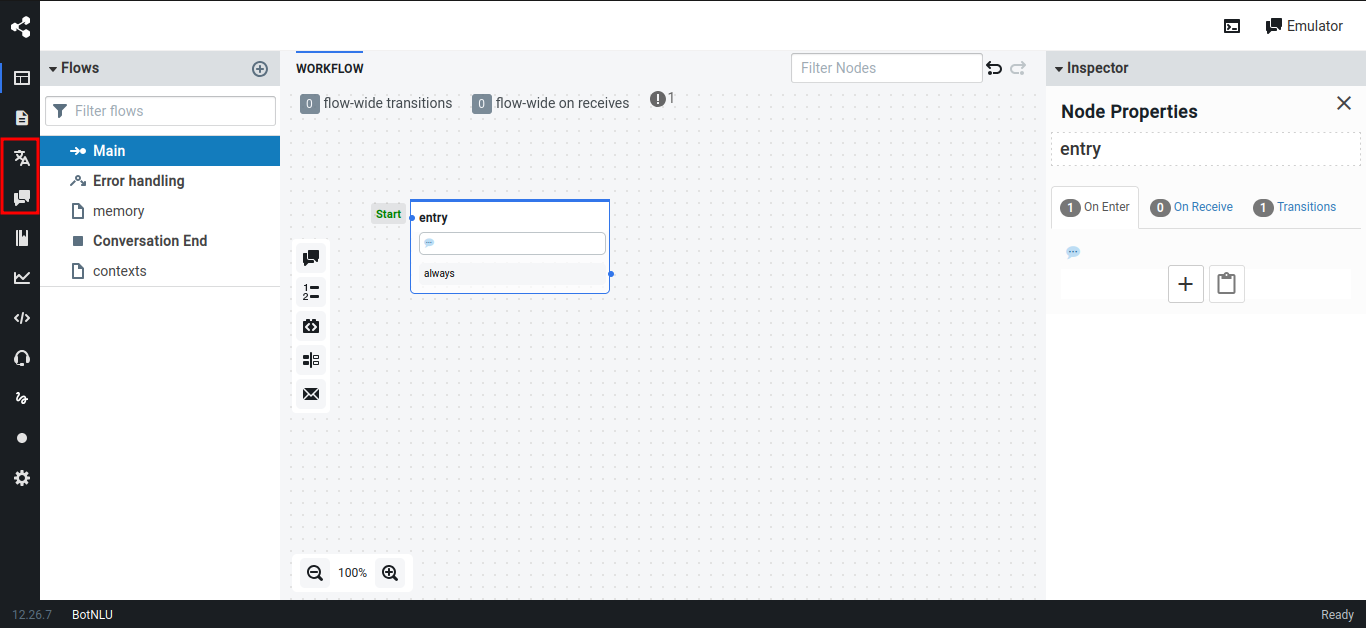 Emulator
Flows
Filter flows
Main
Error handling
memory
Conversation End
contexts
WORKFLOW
Filter Nodes
0 flow-wide transitions
0 flow-wide on receives
1
Start
entry
always
1
2
100%
Inspector
Node Properties
entry
1 On Enter
0 On Receive
1 Transitions
12.26.7
BotNLU
Ready